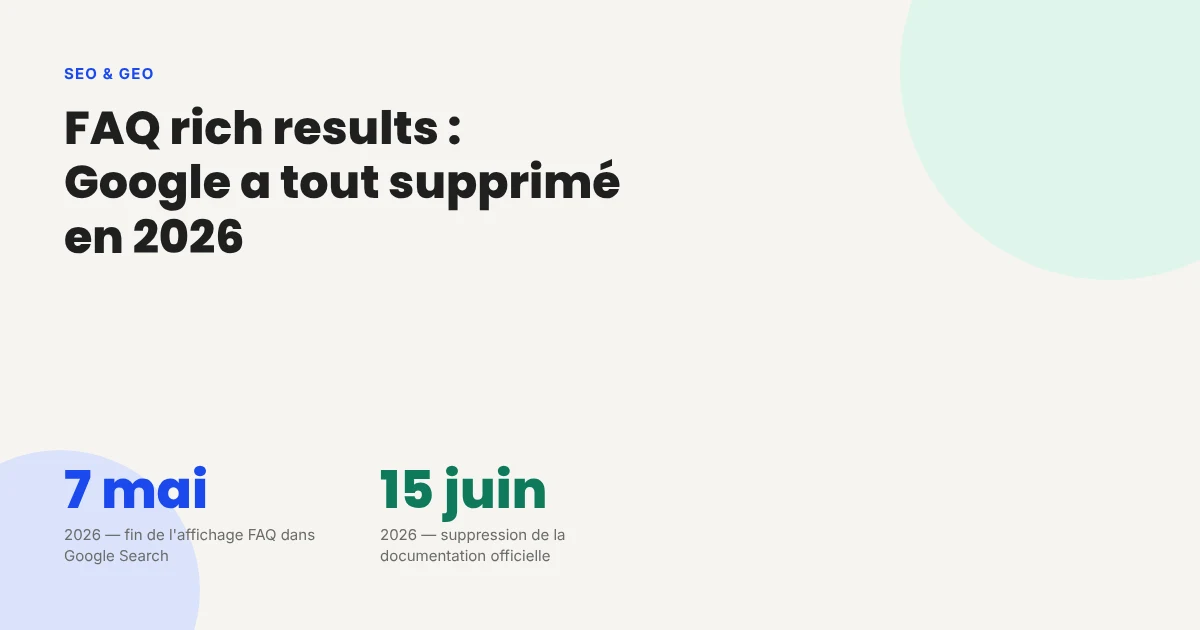 SEO & GEO
FAQ rich results :
Google a tout supprimé
en 2026
7 mai
2026 — fin de l'affichage FAQ dans
Google Search
15 juin
2026 — suppression de la
documentation officielle